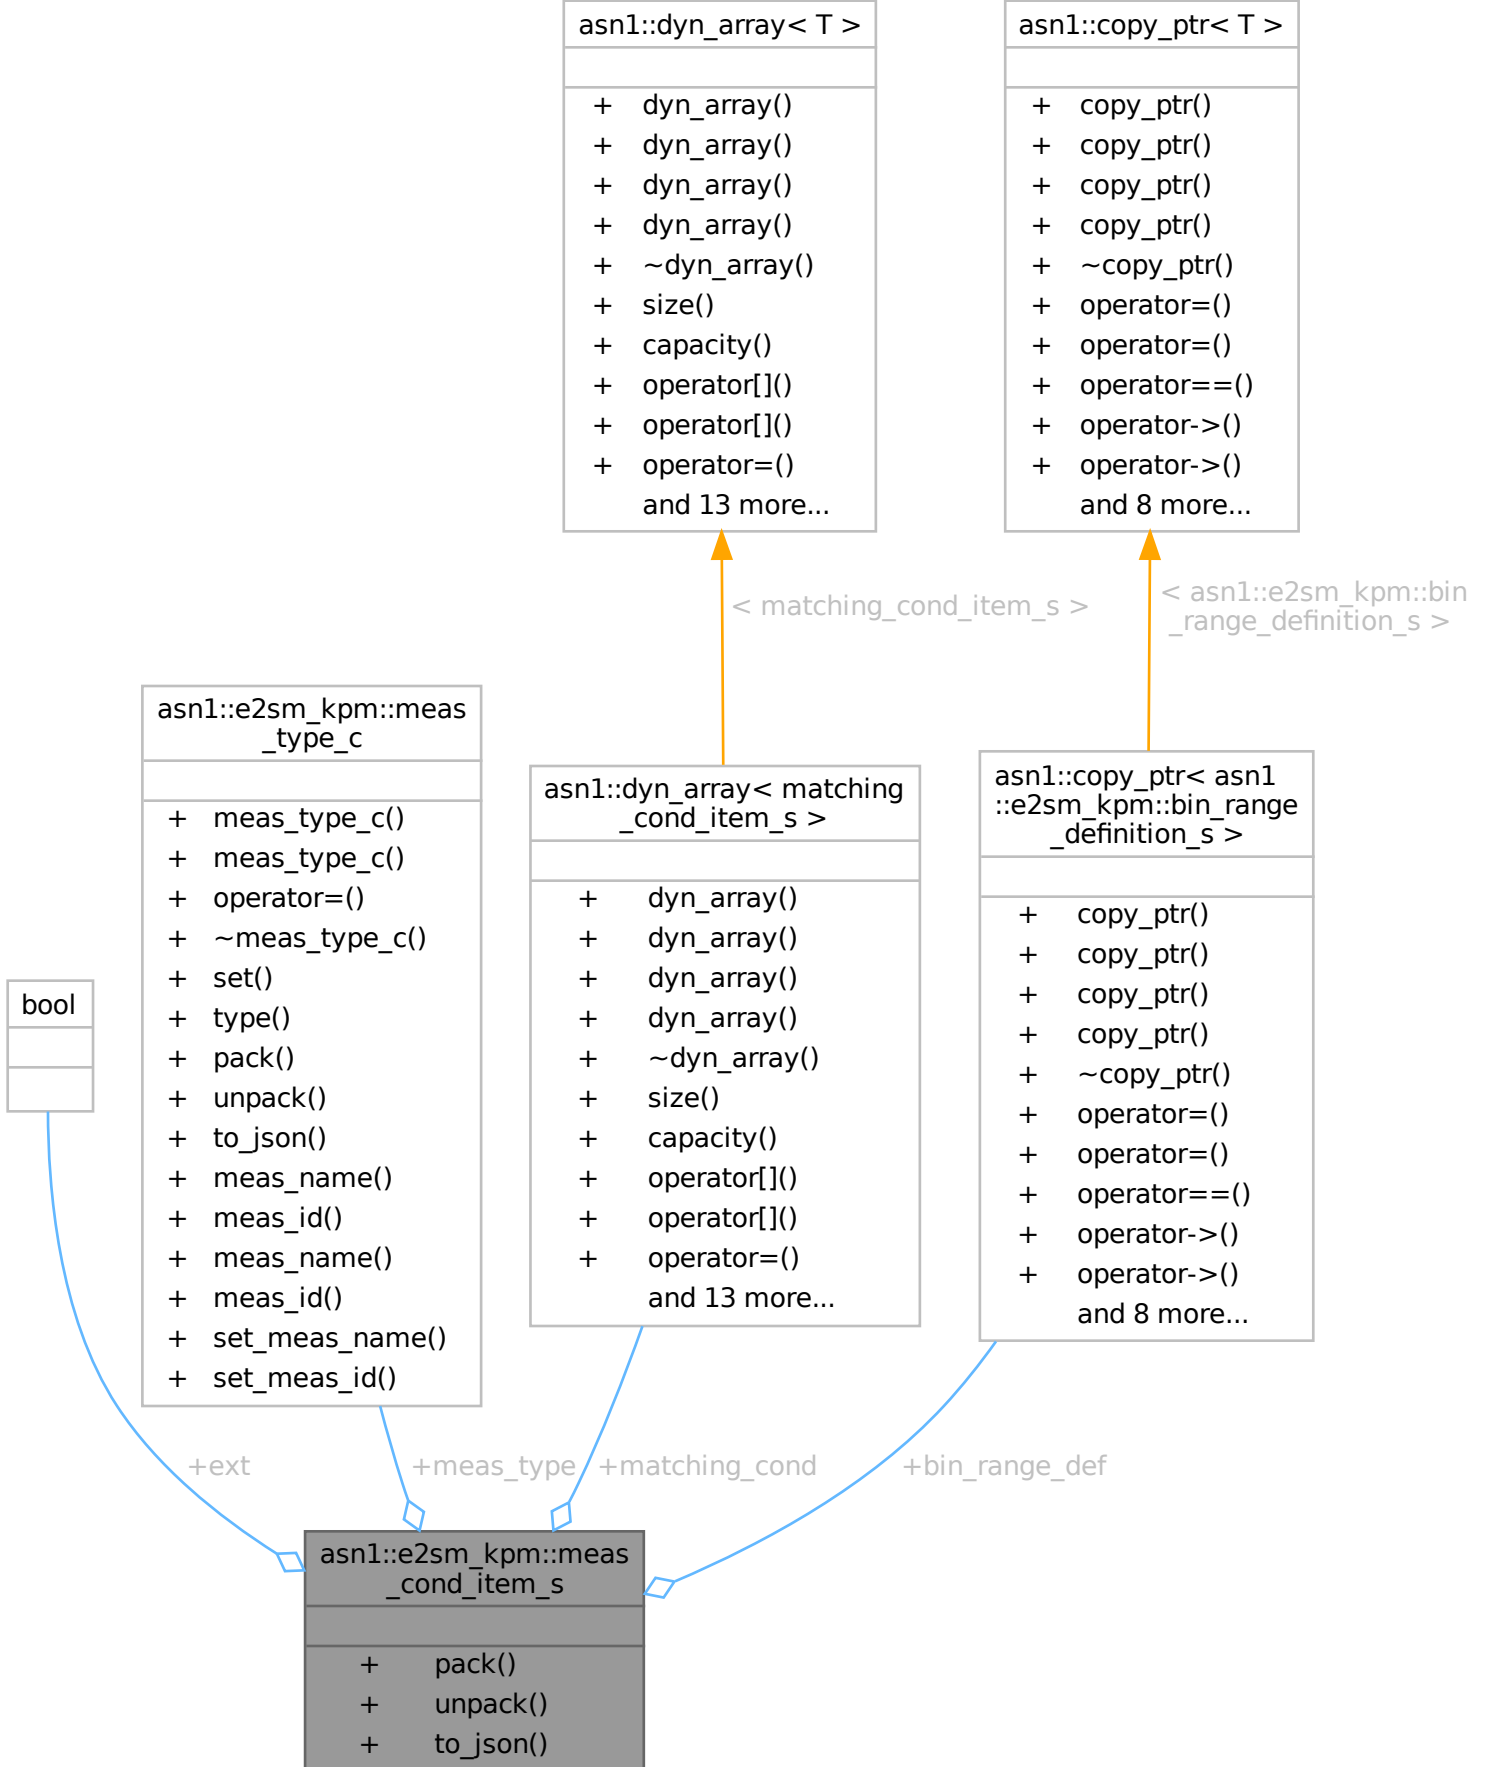 asn1::dyn_array< T >
+ dyn_array()
+ dyn_array()
+ dyn_array()
+ dyn_array()
+ ~dyn_array()
+ size()
+ capacity()
+ operator[]()
+ operator[]()
+ operator=()
and 13 more...
asn1::copy_ptr< T >
+ copy_ptr()
+ copy_ptr()
+ copy_ptr()
+ copy_ptr()
+ ~copy_ptr()
+ operator=()
+ operator=()
+ operator==()
+ operator->()
+ operator->()
and 8 more...
< matching_cond_item_s >
< asn1::e2sm_kpm::bin
_range_definition_s >
bool
asn1::e2sm_kpm::meas
_type_c
+ meas_type_c()
+ meas_type_c()
+ operator=()
+ ~meas_type_c()
+ set()
+ type()
+ pack()
+ unpack()
+ to_json()
+ meas_name()
+ meas_id()
+ meas_name()
+ meas_id()
+ set_meas_name()
+ set_meas_id()
asn1::dyn_array< matching
_cond_item_s >
+ dyn_array()
+ dyn_array()
+ dyn_array()
+ dyn_array()
+ ~dyn_array()
+ size()
+ capacity()
+ operator[]()
+ operator[]()
+ operator=()
and 13 more...
asn1::copy_ptr< asn1
::e2sm_kpm::bin_range
_definition_s >
+ copy_ptr()
+ copy_ptr()
+ copy_ptr()
+ copy_ptr()
+ ~copy_ptr()
+ operator=()
+ operator=()
+ operator==()
+ operator->()
+ operator->()
and 8 more...
+ext
+meas_type
+matching_cond
+bin_range_def
asn1::e2sm_kpm::meas
_cond_item_s
+ pack()
+ unpack()
+ to_json()